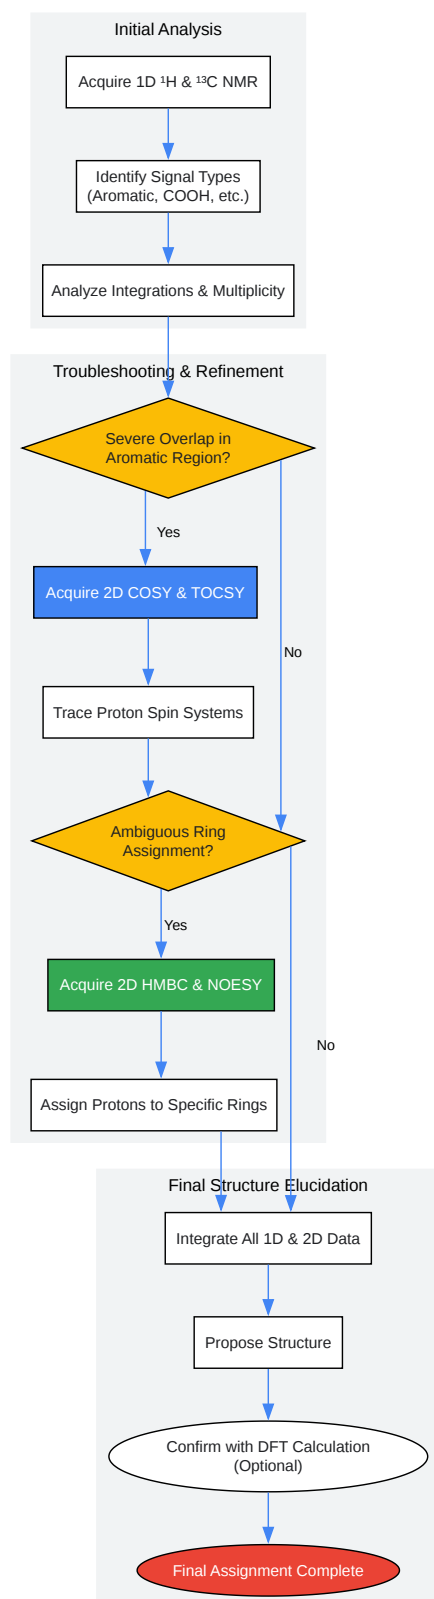 Initial Analysis
Acquire 1D ¹H & ¹³C NMR
Identify Signal Types
(Aromatic, COOH, etc.)
Analyze Integrations & Multiplicity
Troubleshooting & Refinement
Severe Overlap in
Aromatic Region?
Yes
Acquire 2D COSY & TOCSY
No
Trace Proton Spin Systems
Ambiguous Ring
Assignment?
Yes
Acquire 2D HMBC & NOESY
No
Assign Protons to Specific Rings
Final Structure Elucidation
Integrate All 1D & 2D Data
Propose Structure
Confirm with DFT Calculation
(Optional)
Final Assignment Complete